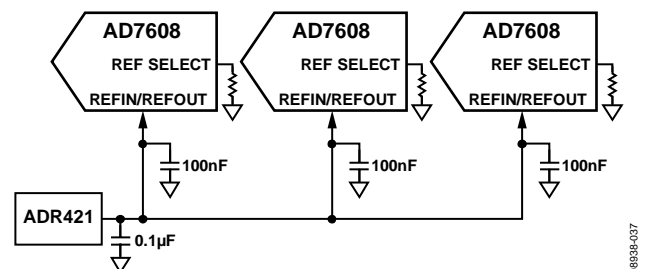 AD7608 AD7608 AD7608
REF SELECT REF SELECT REF SELECT
REFIN/REFOUT REFIN/REFOUT REFIN/REFOUT
100nF 100nF 100nF
ADR421
0.1µF
08938-037